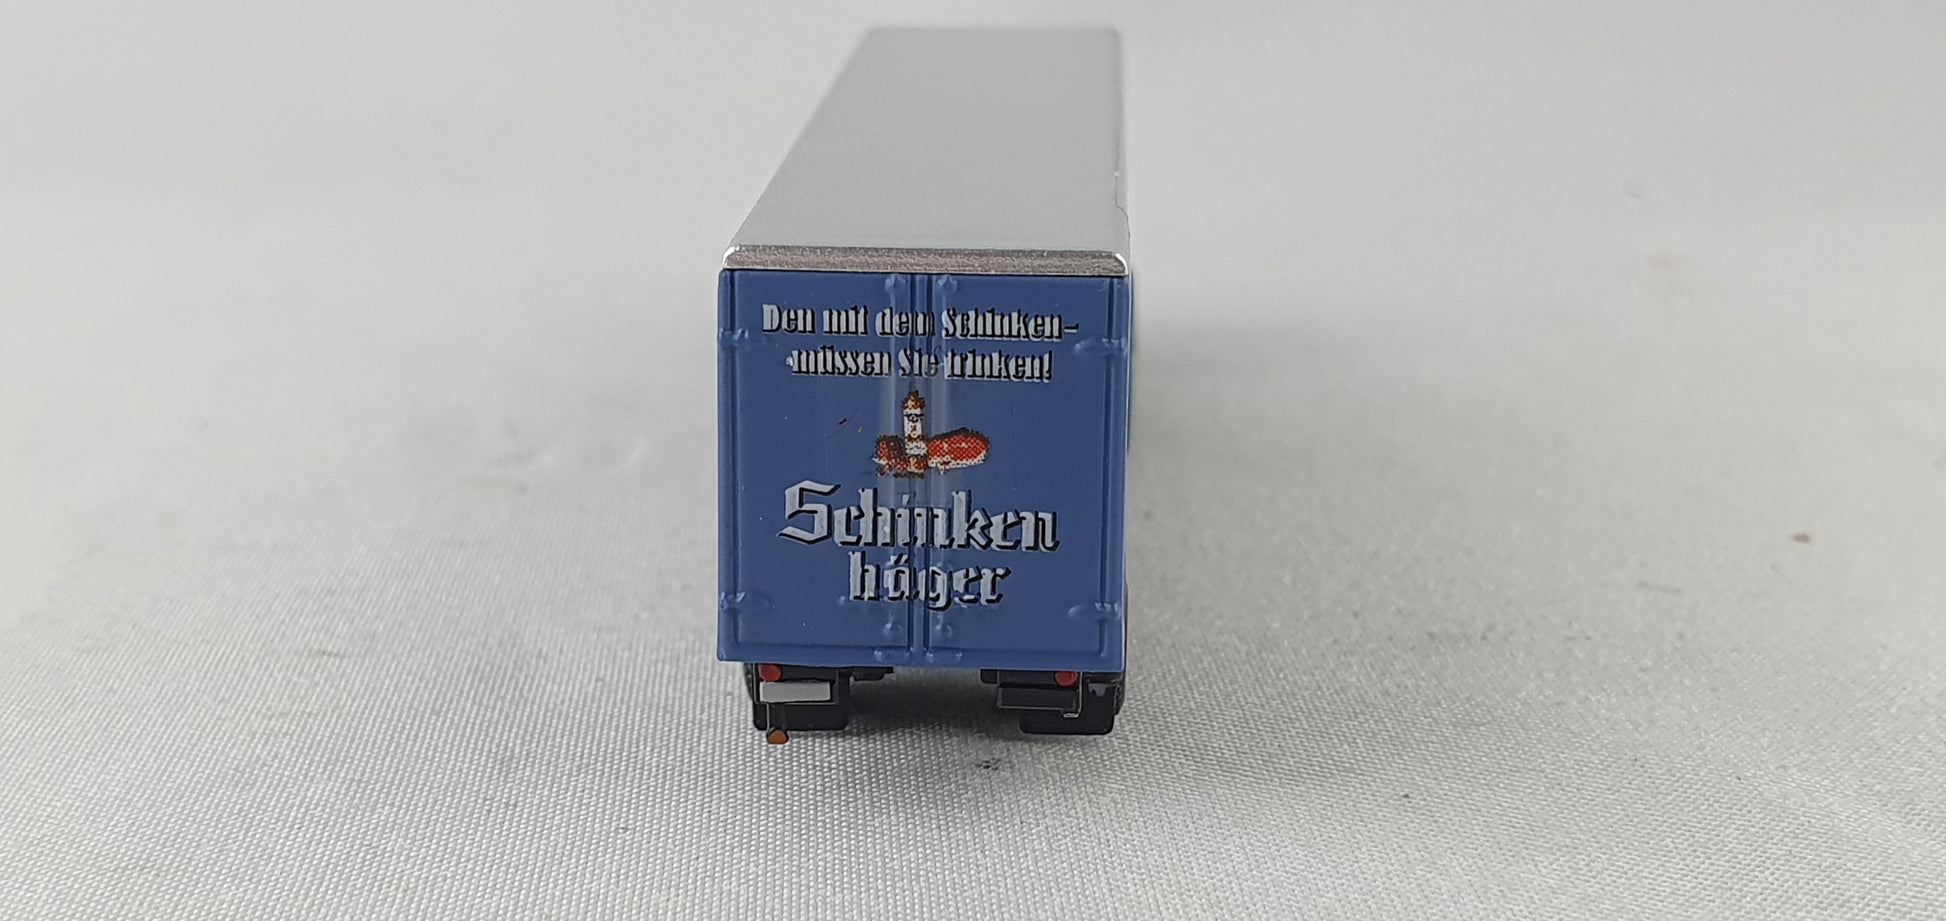 Den mit dem Schinken-
müssen Sie trinken!
Schinken
häger